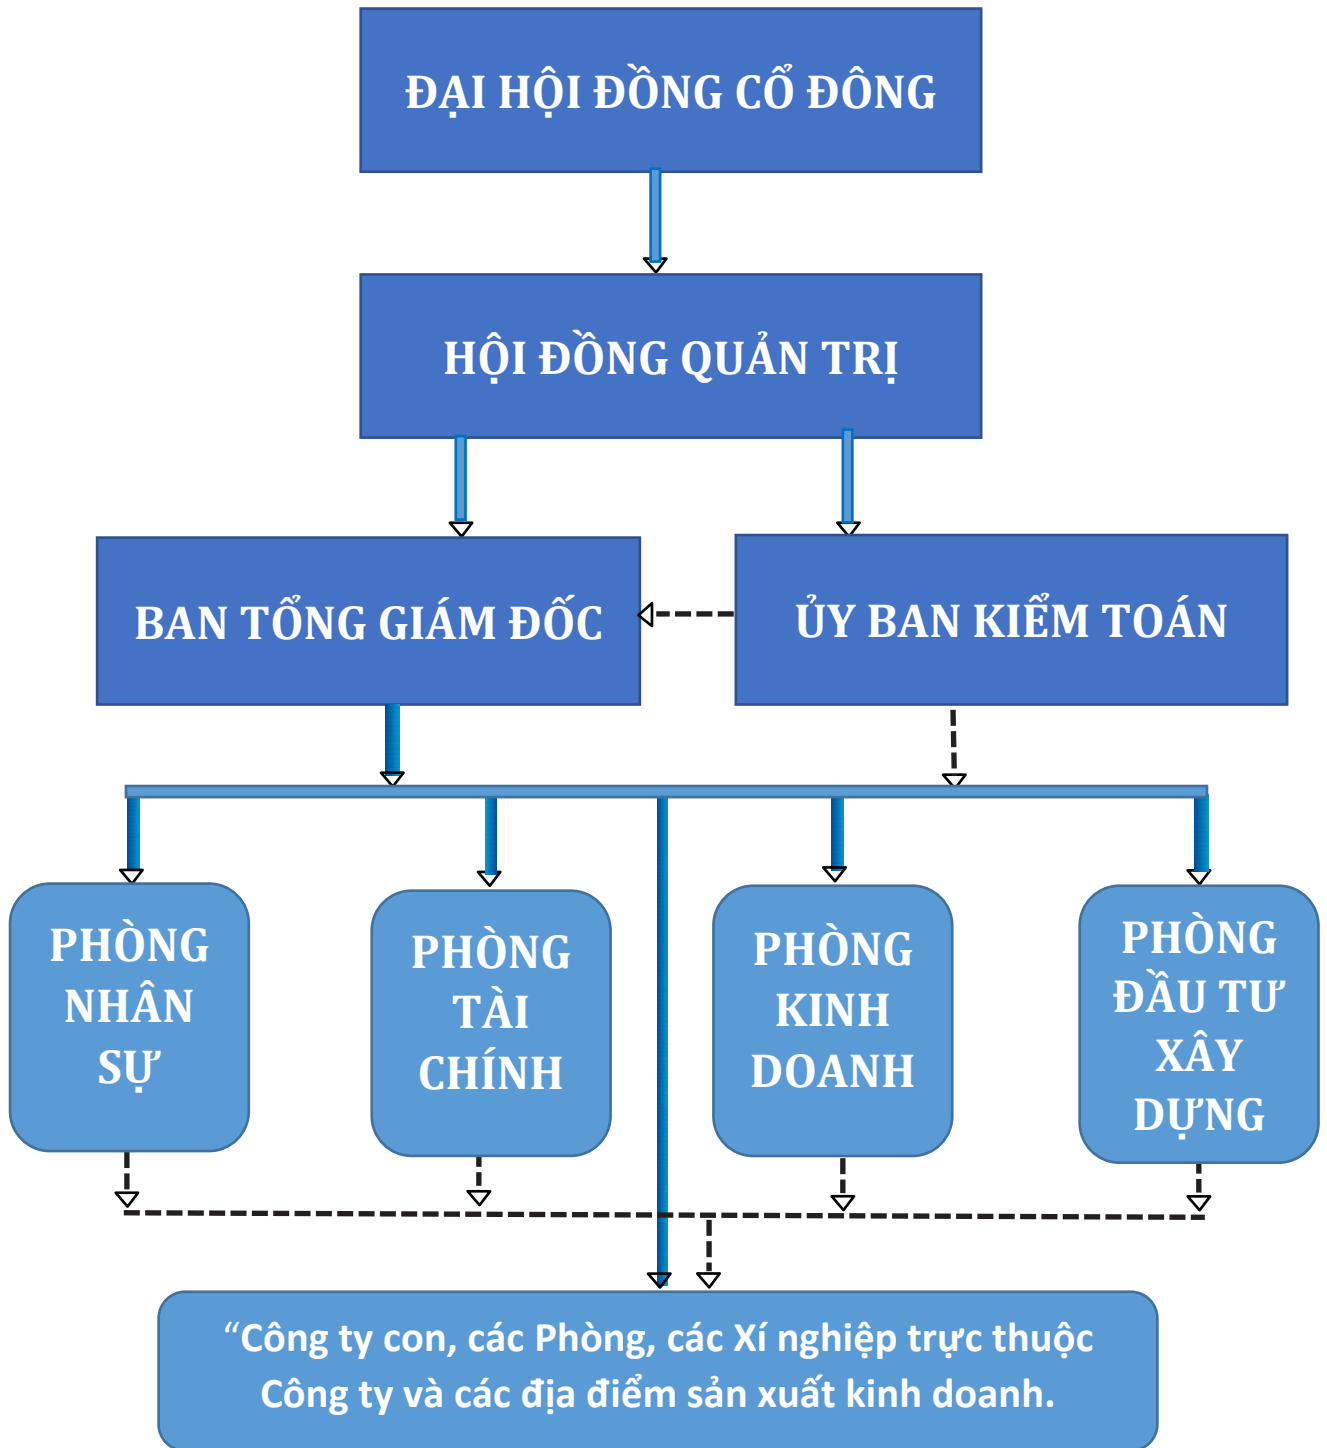 ĐẠI HỘI ĐỒNG CỔ ĐÔNG
HỘI ĐỒNG QUẢN TRỊ
BAN TỔNG GIÁM ĐỐC
ỦY BAN KIỂM TOÁN
PHÒNG
NHÂN
SỰ
PHÒNG
TÀI
CHÍNH
PHÒNG
KINH
DOANH
PHÒNG
ĐẦU TƯ
XÂY
DỰNG
“Công ty con, các Phòng, các Xí nghiệp trực thuộc
Công ty và các địa điểm sản xuất kinh doanh.